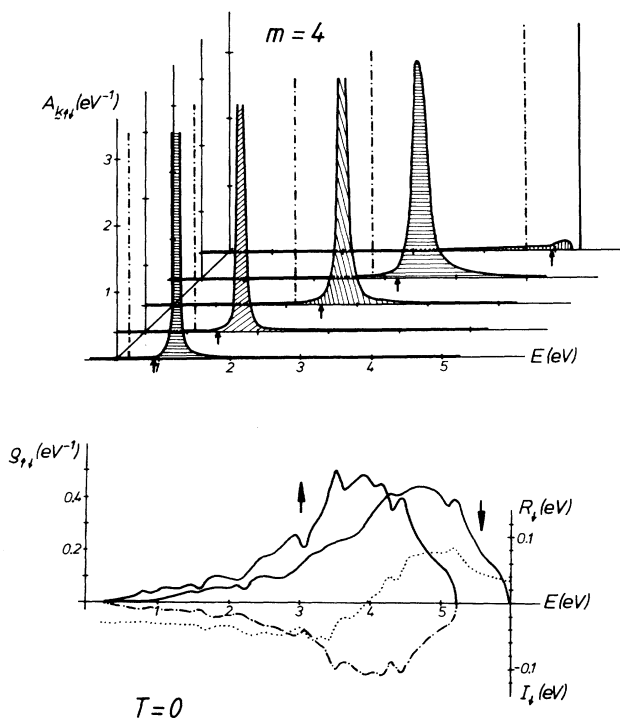 m = 4
A_k↑↓ (eV⁻¹)
3
2
1
1 2 3 4 5 E (eV)
ϱ↑↓ (eV⁻¹)
0.4
0.2
R↓ (eV)
0.1
1 2 3 4 5 E (eV)
-0.1
I↓ (eV)
T = 0